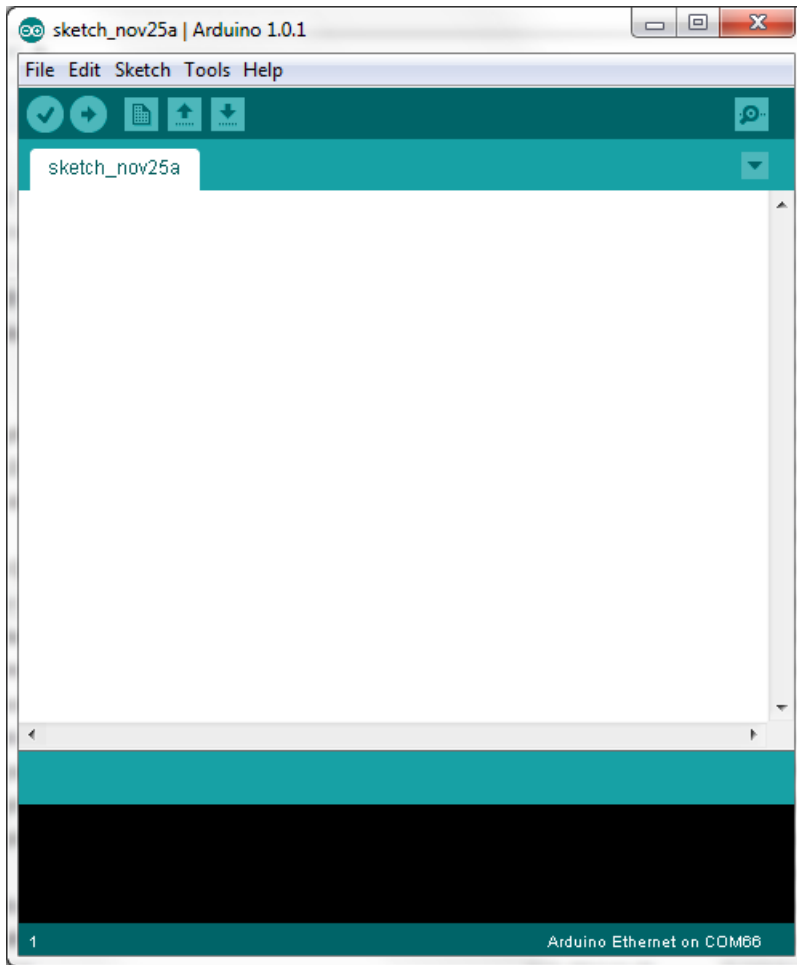 sketch_nov25a | Arduino 1.0.1
File Edit Sketch Tools Help
sketch_nov25a
1 Arduino Ethernet on COM66